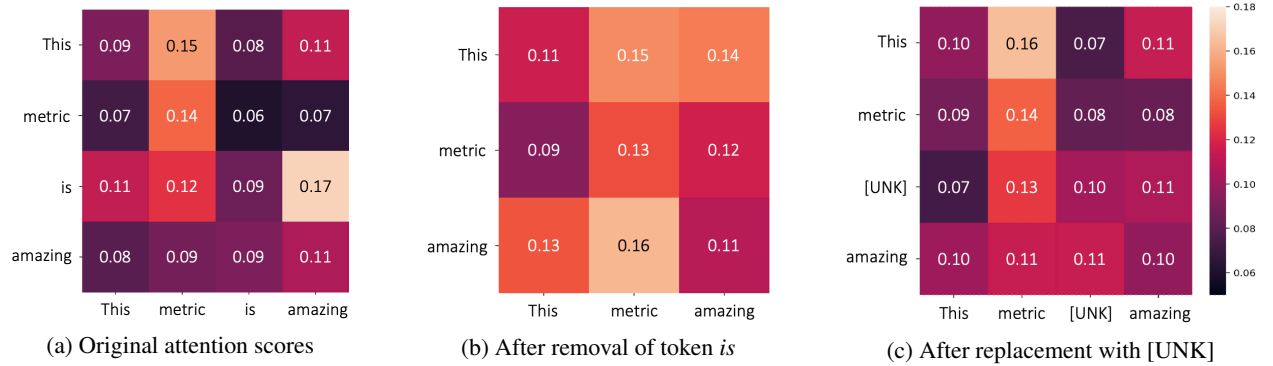 This 0.09 0.15 0.08 0.11
metric 0.07 0.14 0.06 0.07
is 0.11 0.12 0.09 0.17
amazing 0.08 0.09 0.09 0.11
This metric is amazing
(a) Original attention scores
This 0.11 0.15 0.14
metric 0.09 0.13 0.12
amazing 0.13 0.16 0.11
This metric amazing
(b) After removal of token is
This 0.10 0.16 0.07 0.11
metric 0.09 0.14 0.08 0.08
[UNK] 0.07 0.13 0.10 0.11
amazing 0.10 0.11 0.11 0.10
This metric [UNK] amazing
0.18
0.16
0.14
0.12
0.10
0.08
0.06
(c) After replacement with [UNK]